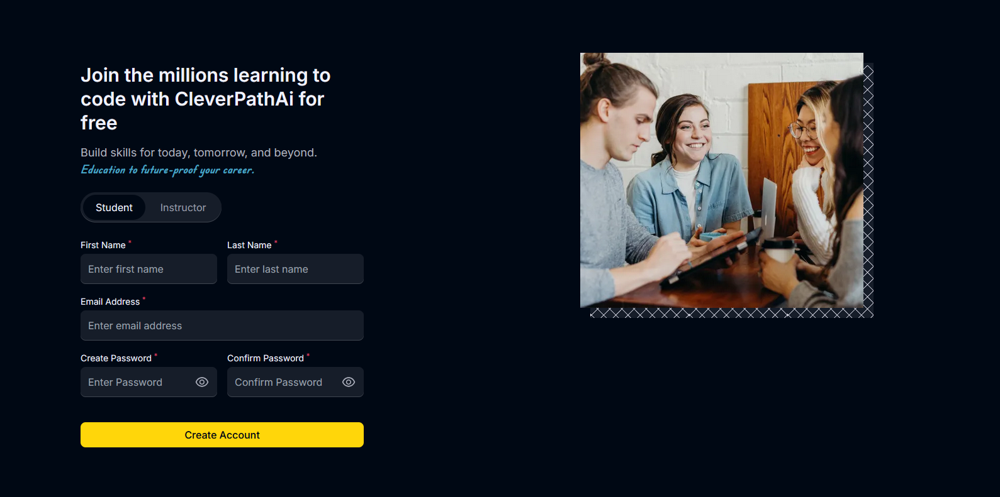 Join the millions learning to
code with CleverPathAi for
free
Build skills for today, tomorrow, and beyond.
Education to future-proof your career.
Student Instructor
First Name * Last Name *
Enter first name Enter last name
Email Address *
Enter email address
Create Password * Confirm Password *
Enter Password Confirm Password
Create Account